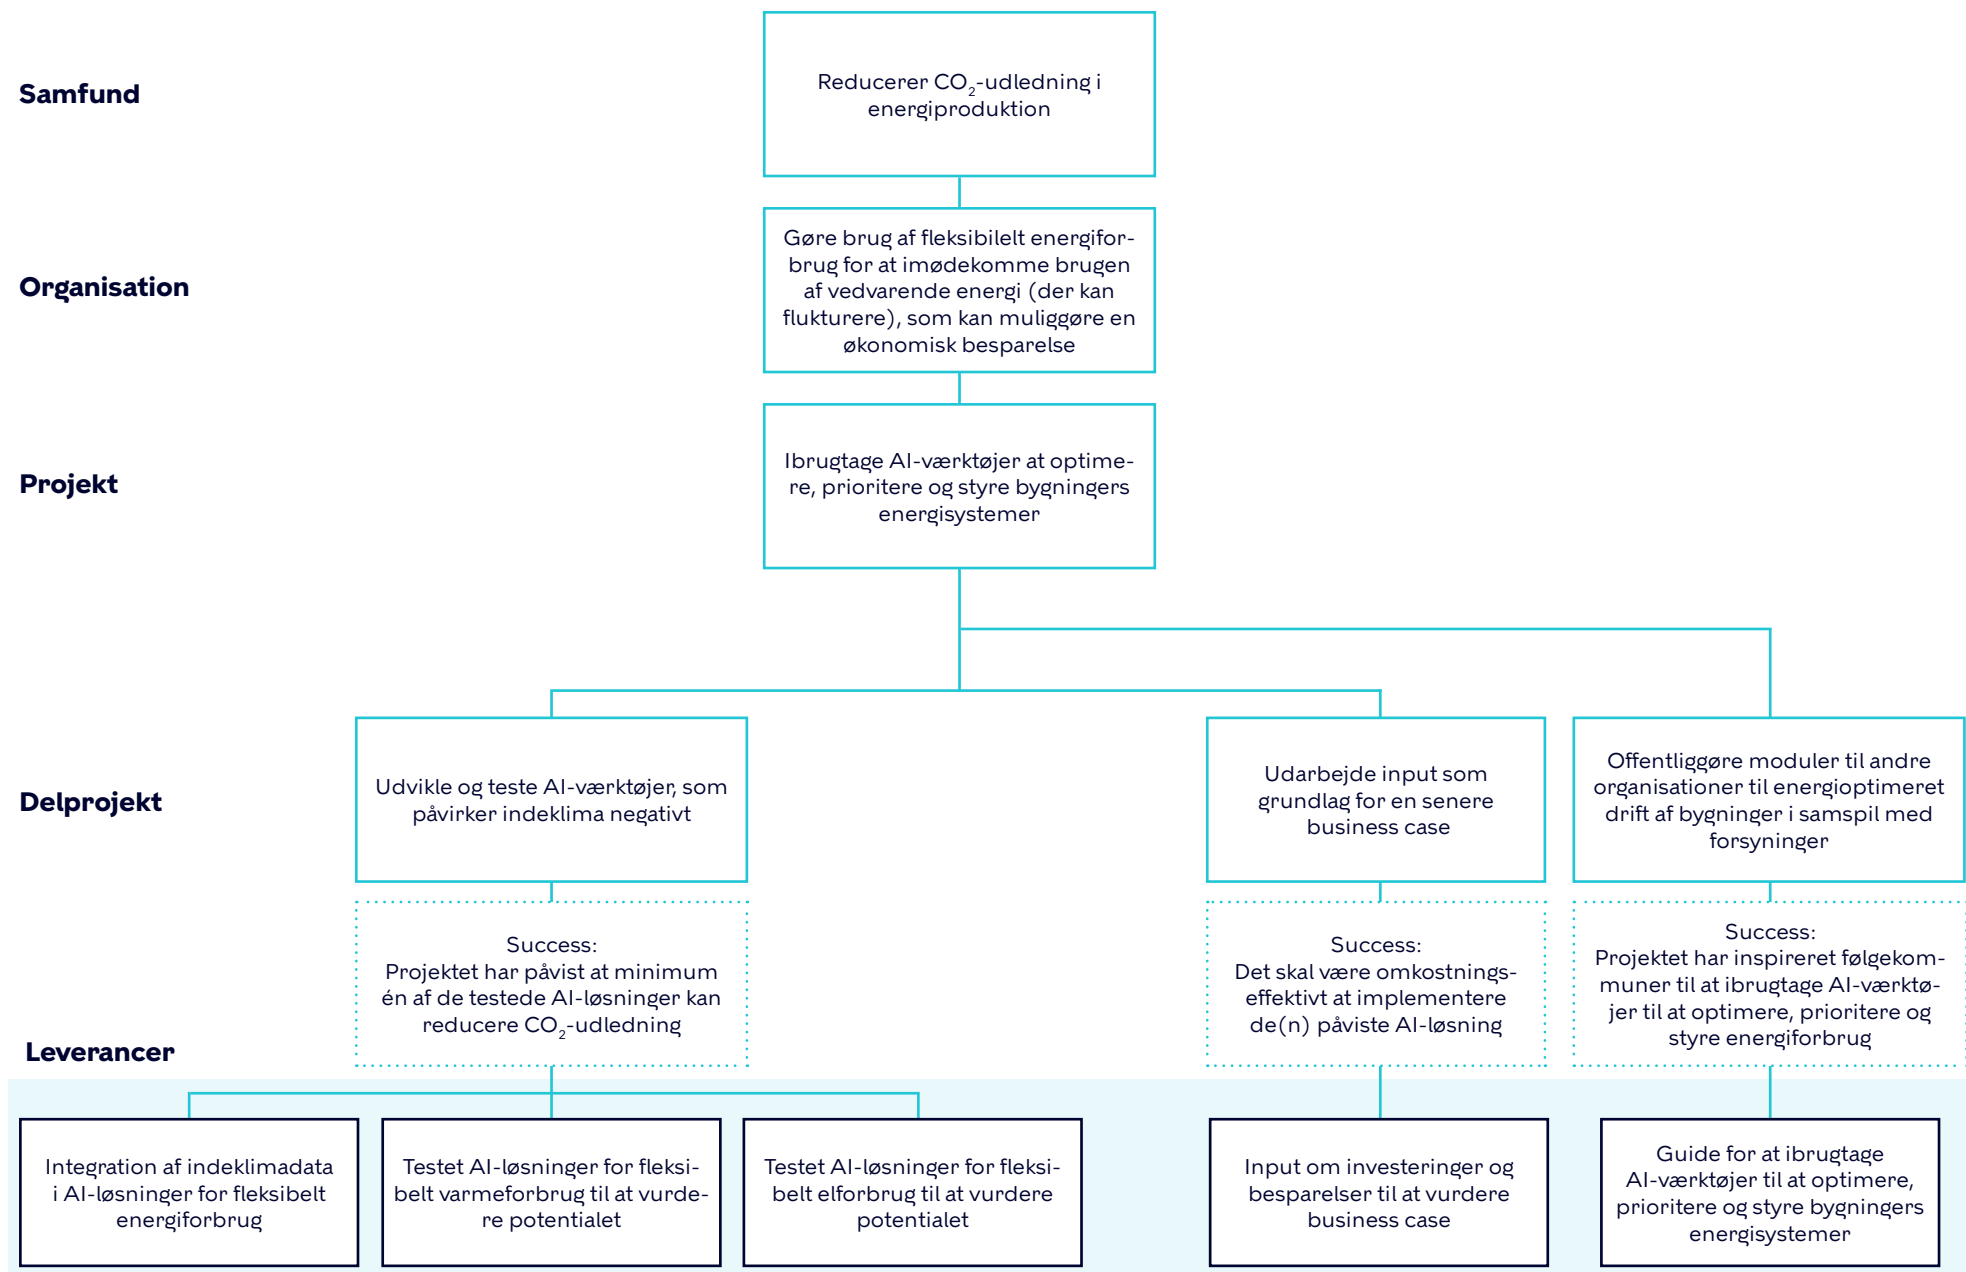 Samfund
Reducerer CO₂-udledning i
energiproduktion
Organisation
Gøre brug af fleksibilelt energifor-
brug for at imødekomme brugen
af vedvarende energi (der kan
flukturere), som kan muliggøre en
økonomisk besparelse
Projekt
Ibrugtage AI-værktøjer at optime-
re, prioritere og styre bygningers
energisystemer
Delprojekt
Udvikle og teste AI-værktøjer, som
påvirker indeklima negativt
Udarbejde input som
grundlag for en senere
business case
Offentliggøre moduler til andre
organisationer til energioptimeret
drift af bygninger i samspil med
forsyninger
Success:
Projektet har påvist at minimum
én af de testede AI-løsninger kan
reducere CO₂-udledning
Success:
Det skal være omkostnings-
effektivt at implementere
de(n) påviste AI-løsning
Success:
Projektet har inspireret følgekom-
muner til at ibrugtage AI-værktø-
jer til at optimere, prioritere og
styre energiforbrug
Leverancer
Integration af indeklimadata
i AI-løsninger for fleksibelt
energiforbrug
Testet AI-løsninger for fleksi-
belt varmeforbrug til at vurde-
re potentialet
Testet AI-løsninger for fleksi-
belt elforbrug til at vurdere
potentialet
Input om investeringer og
besparelser til at vurdere
business case
Guide for at ibrugtage
AI-værktøjer til at optimere,
prioritere og styre bygningers
energisystemer